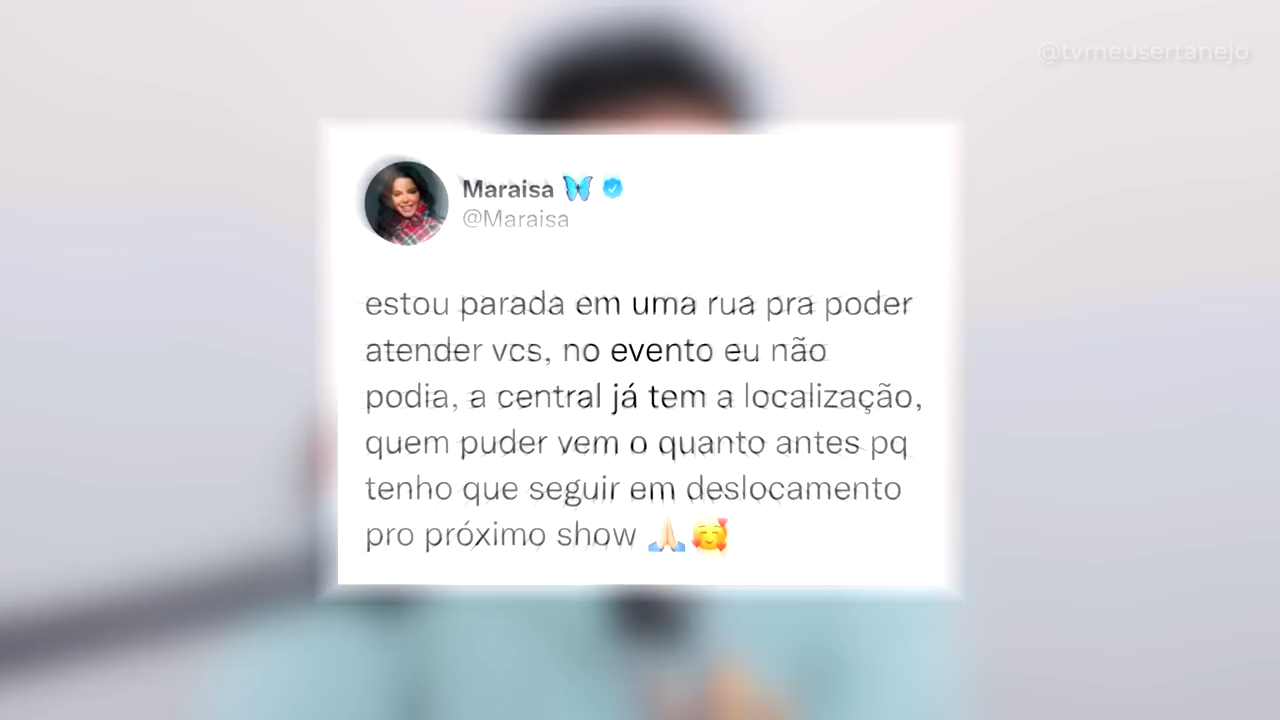 @tvmeusertanejo
Maraisa 🦋
@Maraisa
estou parada em uma rua pra poder
atender vcs, no evento eu não
podia, a central já tem a localização,
quem puder vem o quanto antes pq
tenho que seguir em deslocamento
pro próximo show 🙏🏻🥰